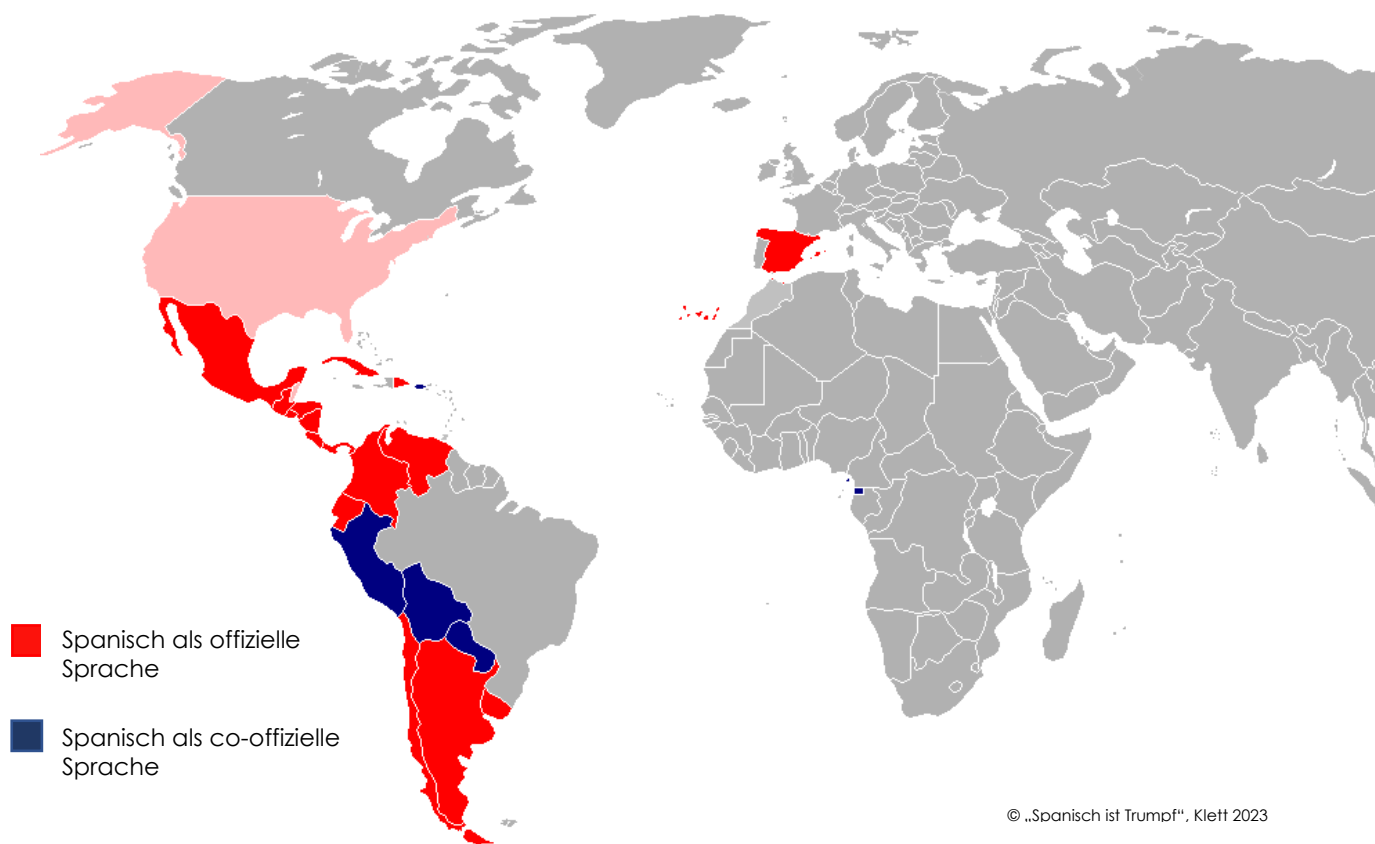 Spanisch als offizielle
Sprache
Spanisch als co-offizielle
Sprache
© „Spanisch ist Trumpf“, Klett 2023